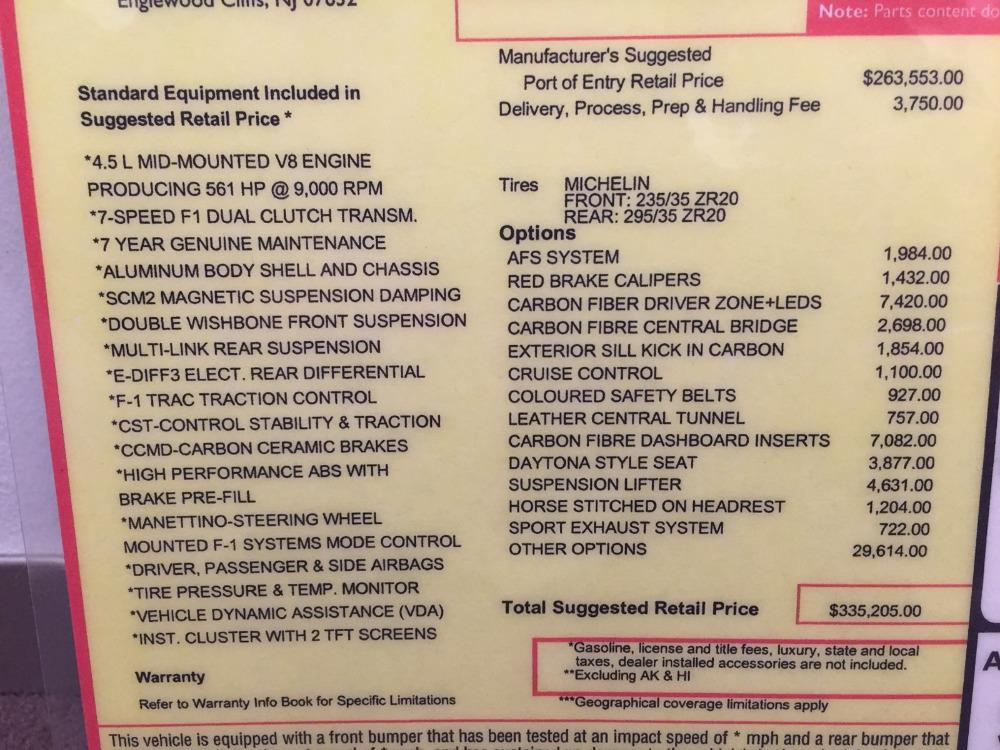 Englewood Cliffs, NJ 07632
Note: Parts content do
Standard Equipment Included in
Suggested Retail Price *
*4.5 L MID-MOUNTED V8 ENGINE
PRODUCING 561 HP @ 9,000 RPM
*7-SPEED F1 DUAL CLUTCH TRANSM.
*7 YEAR GENUINE MAINTENANCE
*ALUMINUM BODY SHELL AND CHASSIS
*SCM2 MAGNETIC SUSPENSION DAMPING
*DOUBLE WISHBONE FRONT SUSPENSION
*MULTI-LINK REAR SUSPENSION
*E-DIFF3 ELECT. REAR DIFFERENTIAL
*F-1 TRAC TRACTION CONTROL
*CST-CONTROL STABILITY & TRACTION
*CCMD-CARBON CERAMIC BRAKES
*HIGH PERFORMANCE ABS WITH
BRAKE PRE-FILL
*MANETTINO-STEERING WHEEL
MOUNTED F-1 SYSTEMS MODE CONTROL
*DRIVER, PASSENGER & SIDE AIRBAGS
*TIRE PRESSURE & TEMP. MONITOR
*VEHICLE DYNAMIC ASSISTANCE (VDA)
*INST. CLUSTER WITH 2 TFT SCREENS
Warranty
Refer to Warranty Info Book for Specific Limitations
Manufacturer's Suggested
Port of Entry Retail Price $263,553.00
Delivery, Process, Prep & Handling Fee 3,750.00
Tires MICHELIN
FRONT: 235/35 ZR20
REAR: 295/35 ZR20
Options
AFS SYSTEM 1,984.00
RED BRAKE CALIPERS 1,432.00
CARBON FIBER DRIVER ZONE+LEDS 7,420.00
CARBON FIBRE CENTRAL BRIDGE 2,698.00
EXTERIOR SILL KICK IN CARBON 1,854.00
CRUISE CONTROL 1,100.00
COLOURED SAFETY BELTS 927.00
LEATHER CENTRAL TUNNEL 757.00
CARBON FIBRE DASHBOARD INSERTS 7,082.00
DAYTONA STYLE SEAT 3,877.00
SUSPENSION LIFTER 4,631.00
HORSE STITCHED ON HEADREST 1,204.00
SPORT EXHAUST SYSTEM 722.00
OTHER OPTIONS 29,614.00
Total Suggested Retail Price $335,205.00
*Gasoline, license and title fees, luxury, state and local
taxes, dealer installed accessories are not included.
**Excluding AK & HI
***Geographical coverage limitations apply
A
This vehicle is equipped with a front bumper that has been tested at an impact speed of * mph and a rear bumper that